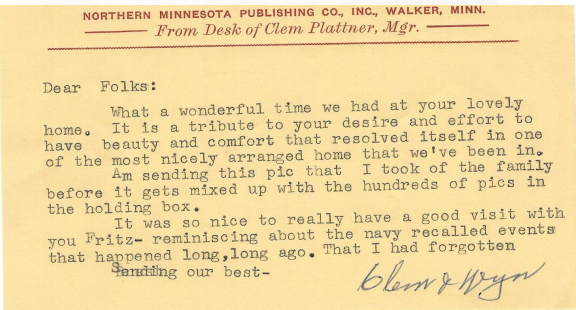 NORTHERN MINNESOTA PUBLISHING CO., INC., WALKER, MINN.
From Desk of Clem Plattner, Mgr.
Dear Folks:
What a wonderful time we had at your lovely
home. It is a tribute to your desire and effort to
have beauty and comfort that resolved itself in one
of the most nicely arranged home that we've been in.
Am sending this pic that I took of the family
before it gets mixed up with the hundreds of pics in
the holding box.
It was so nice to really have a good visit with
you Fritz- reminiscing about the navy recalled events
that happened long,long ago. That I had forgotten
Sending our best-
Clem & Wyn